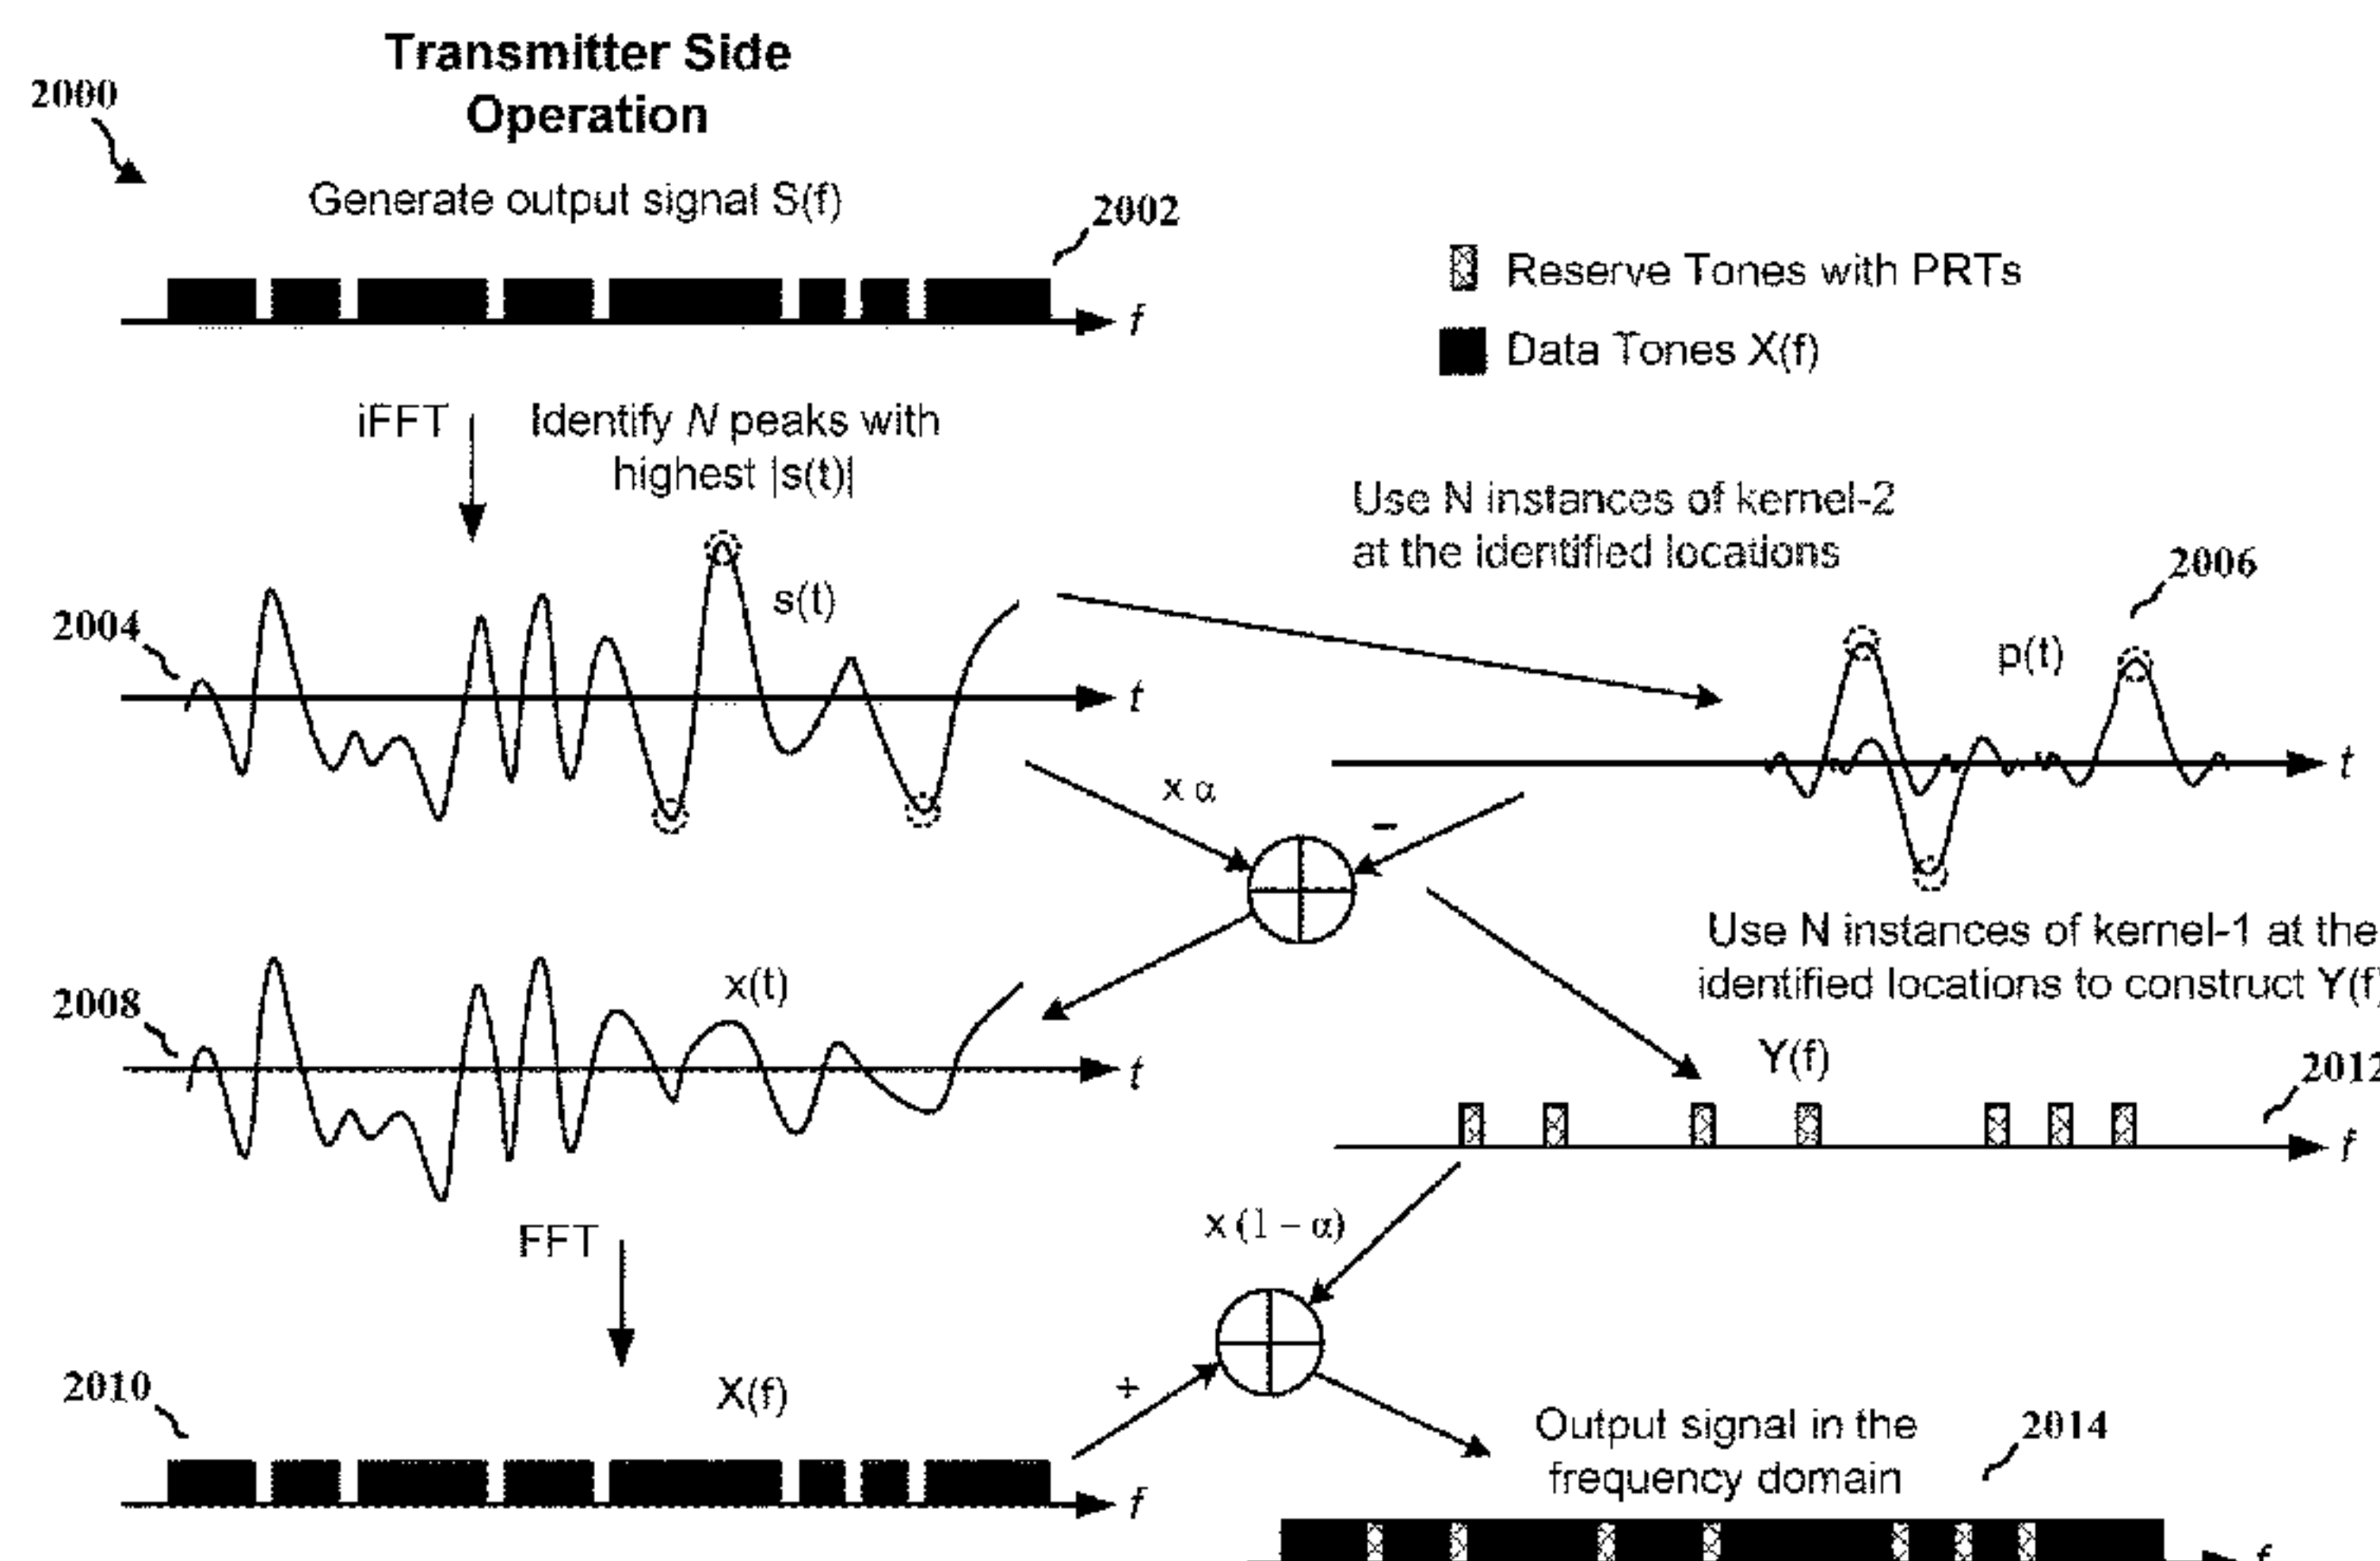 Transmitter Side
Operation
2000
Generate output signal S(f)
2002
f
Reserve Tones with PRTs
Data Tones X(f)
iFFT
Identify N peaks with
highest |s(t)|
Use N instances of kernel-2
at the identified locations
2006
2004
s(t)
t
p(t)
t
x α
−
Use N instances of kernel-1 at the
identified locations to construct Y(f)
2008
x(t)
t
Y(f)
2012
f
FFT
x (1 − α)
2010
X(f)
+
f
Output signal in the
frequency domain
2014
f